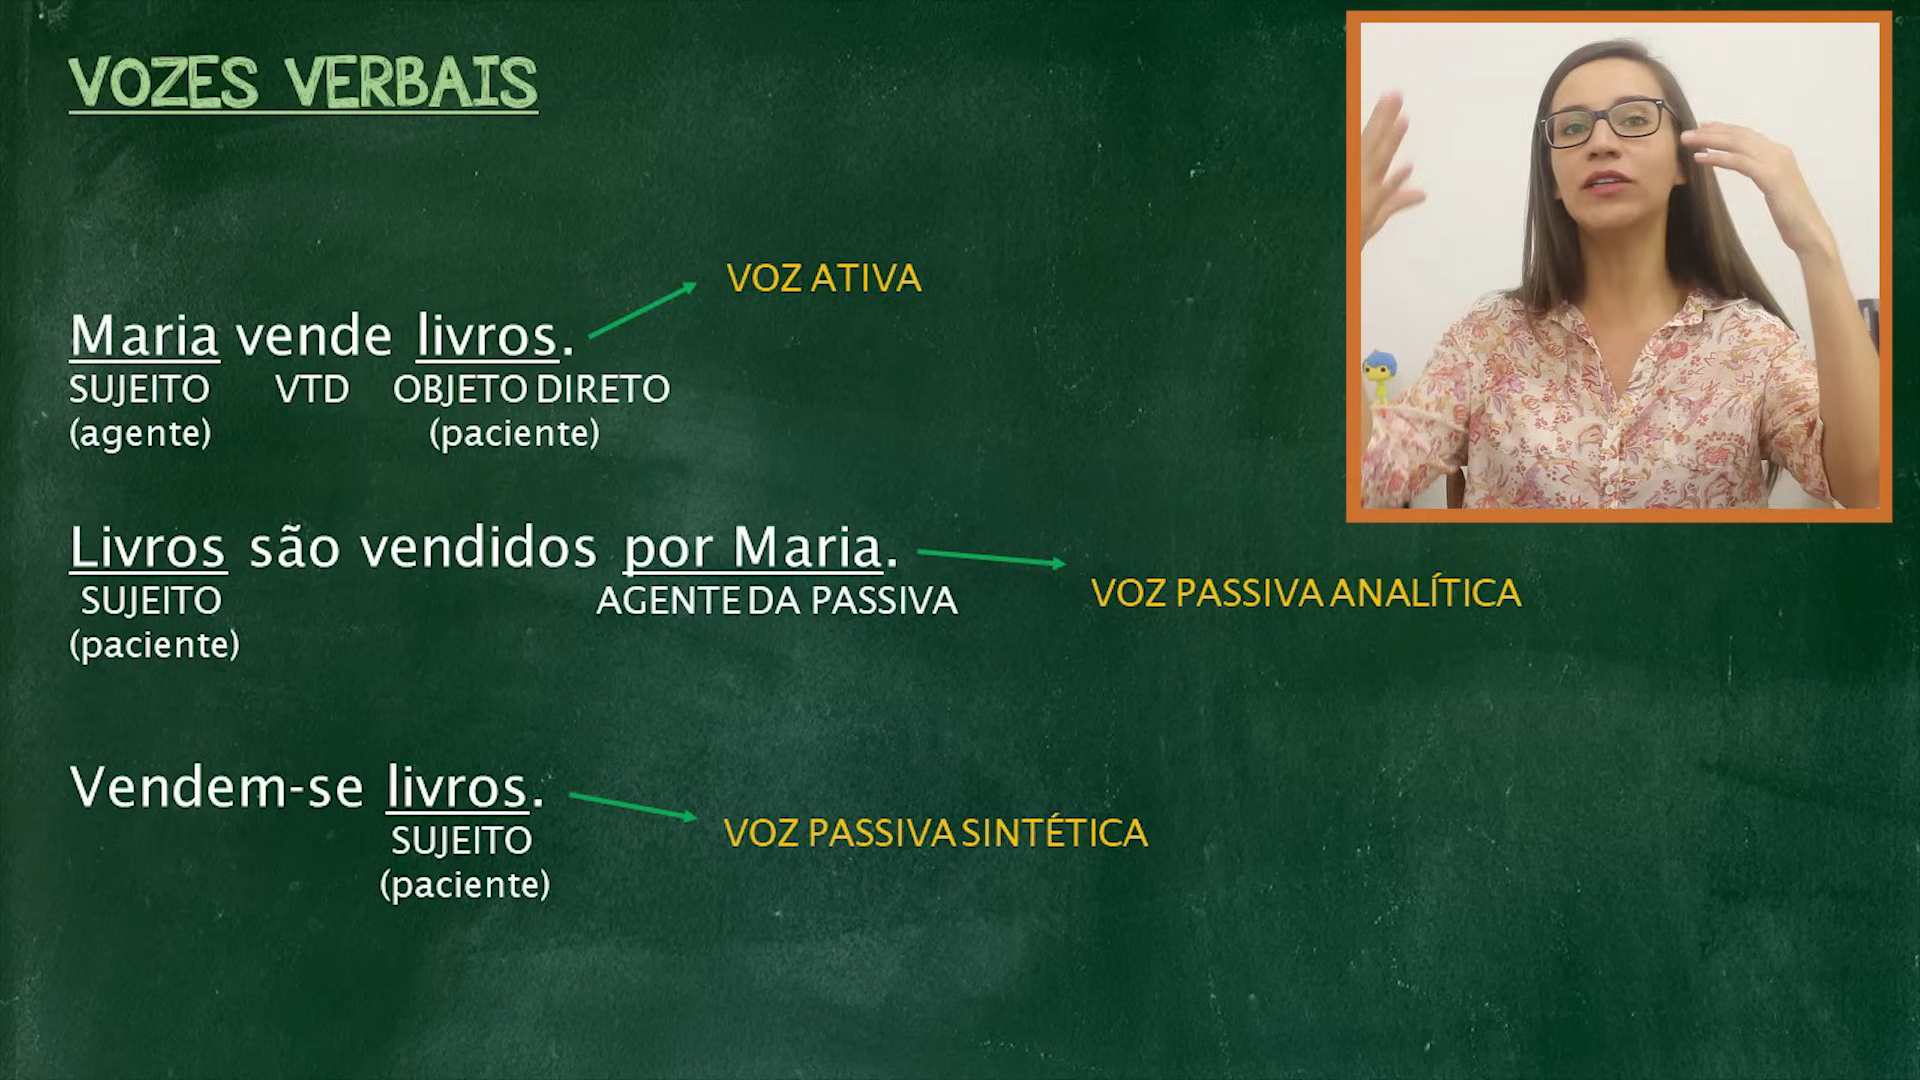 VOZES VERBAIS
VOZ ATIVA
Maria vende livros.
SUJEITO VTD OBJETO DIRETO
(agente) (paciente)
Livros são vendidos por Maria.
SUJEITO AGENTE DA PASSIVA VOZ PASSIVA ANALÍTICA
(paciente)
Vendem-se livros.
SUJEITO VOZ PASSIVA SINTÉTICA
(paciente)